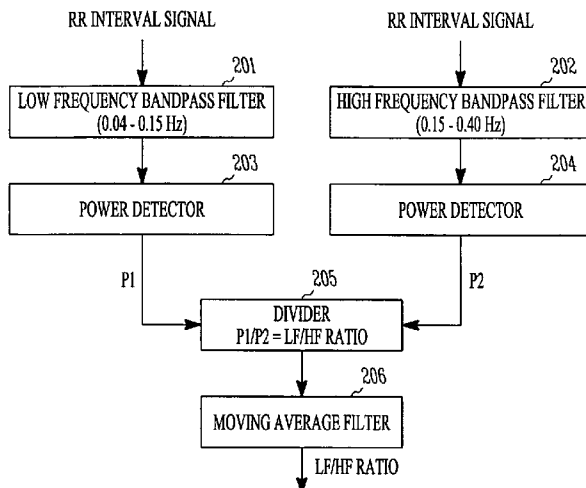 RR INTERVAL SIGNAL
RR INTERVAL SIGNAL
201
202
LOW FREQUENCY BANDPASS FILTER
(0.04 - 0.15 Hz)
HIGH FREQUENCY BANDPASS FILTER
(0.15 - 0.40 Hz)
203
204
POWER DETECTOR
POWER DETECTOR
P1
P2
205
DIVIDER
P1/P2 = LF/HF RATIO
206
MOVING AVERAGE FILTER
LF/HF RATIO